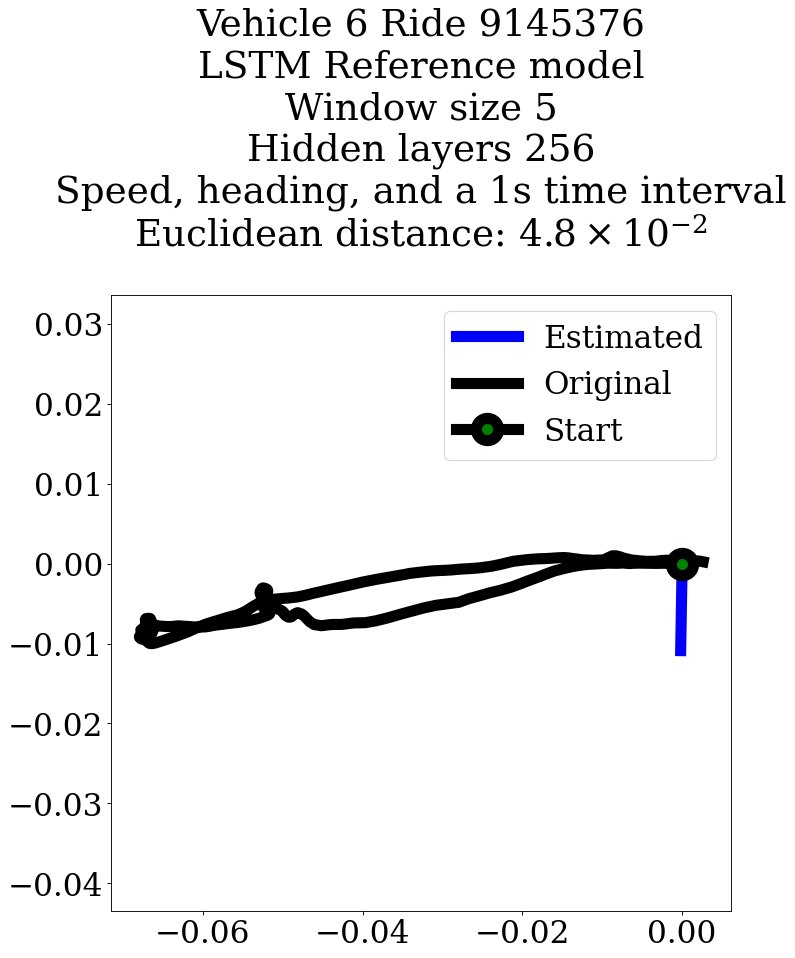 Vehicle 6 Ride 9145376
LSTM Reference model
Window size 5
Hidden layers 256
Speed, heading, and a 1s time interval
Euclidean distance: 4.8 × 10⁻²
Estimated
Original
Start
0.03
0.02
0.01
0.00
−0.01
−0.02
−0.03
−0.04
−0.06 −0.04 −0.02 0.00